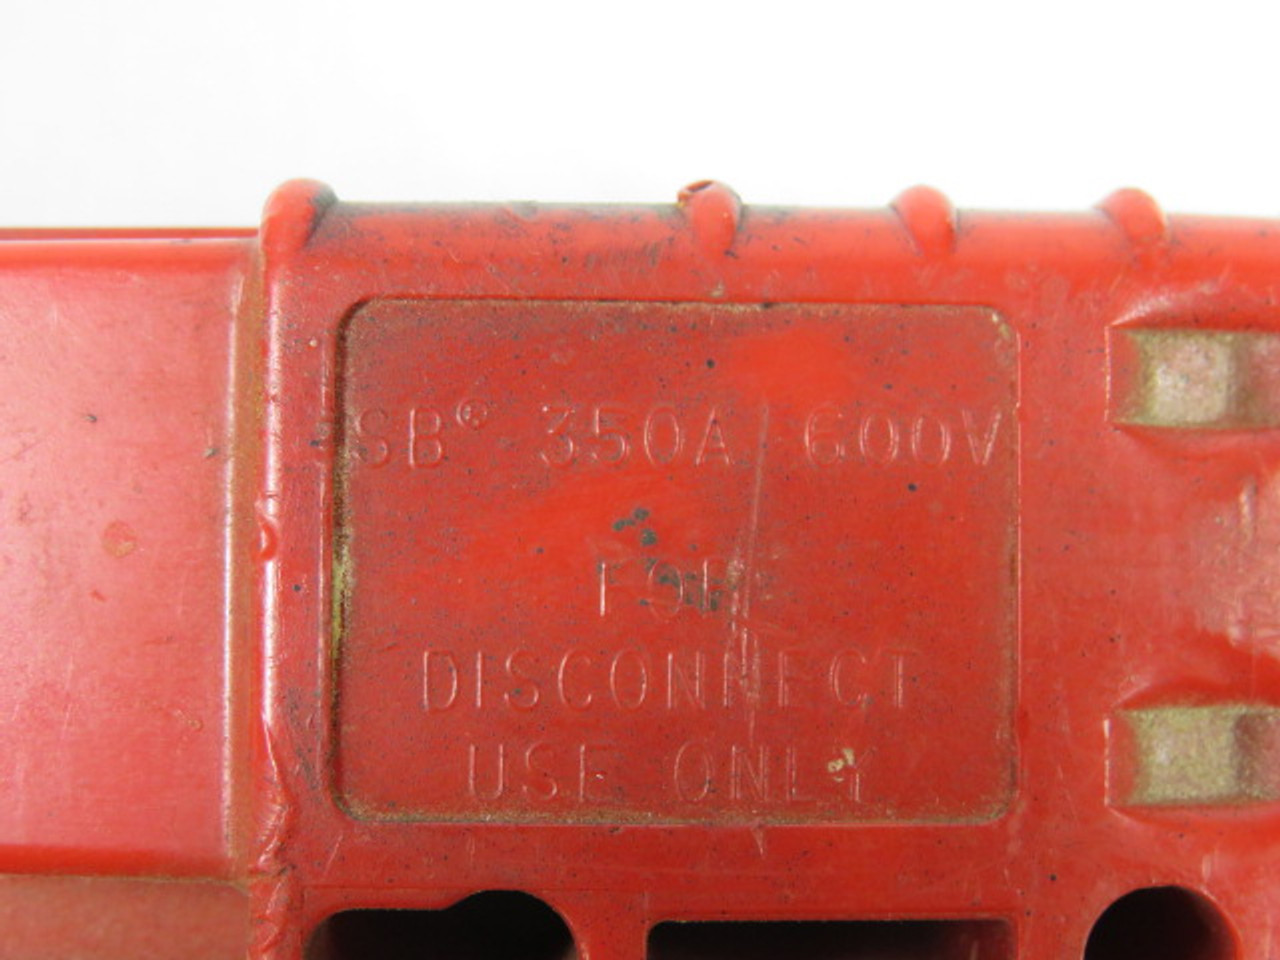 SB® 350A 600V
FOR
DISCONNECT
USE ONLY